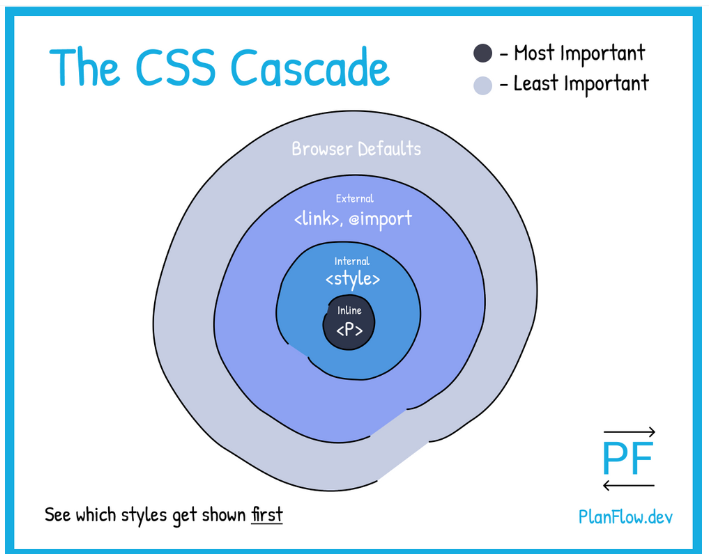 The CSS Cascade
- Most Important
- Least Important
Browser Defaults
External
<link>, @import
Internal
<style>
Inline
<P>
See which styles get shown first
PF
PlanFlow.dev